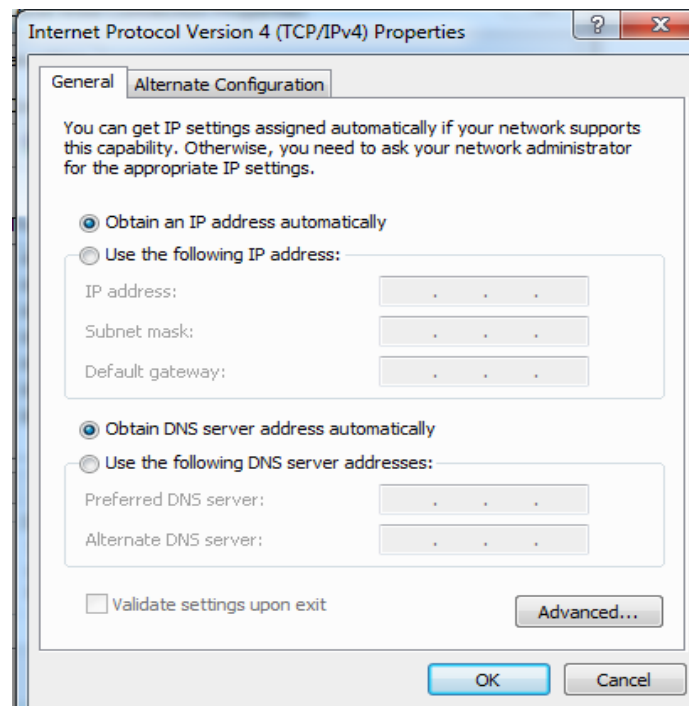 Internet Protocol Version 4 (TCP/IPv4) Properties
General
Alternate Configuration
You can get IP settings assigned automatically if your network supports
this capability. Otherwise, you need to ask your network administrator
for the appropriate IP settings.
Obtain an IP address automatically
Use the following IP address:
IP address:
Subnet mask:
Default gateway:
Obtain DNS server address automatically
Use the following DNS server addresses:
Preferred DNS server:
Alternate DNS server:
Validate settings upon exit
Advanced...
OK
Cancel